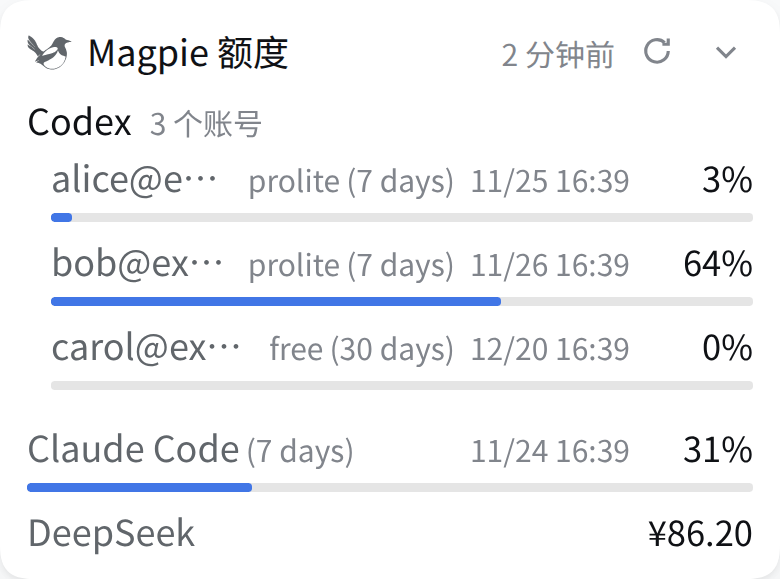 Magpie 额度 2 分钟前
Codex 3 个账号
alice@e··· prolite (7 days) 11/25 16:39 3%
bob@ex··· prolite (7 days) 11/26 16:39 64%
carol@ex··· free (30 days) 12/20 16:39 0%
Claude Code (7 days) 11/24 16:39 31%
DeepSeek ¥86.20